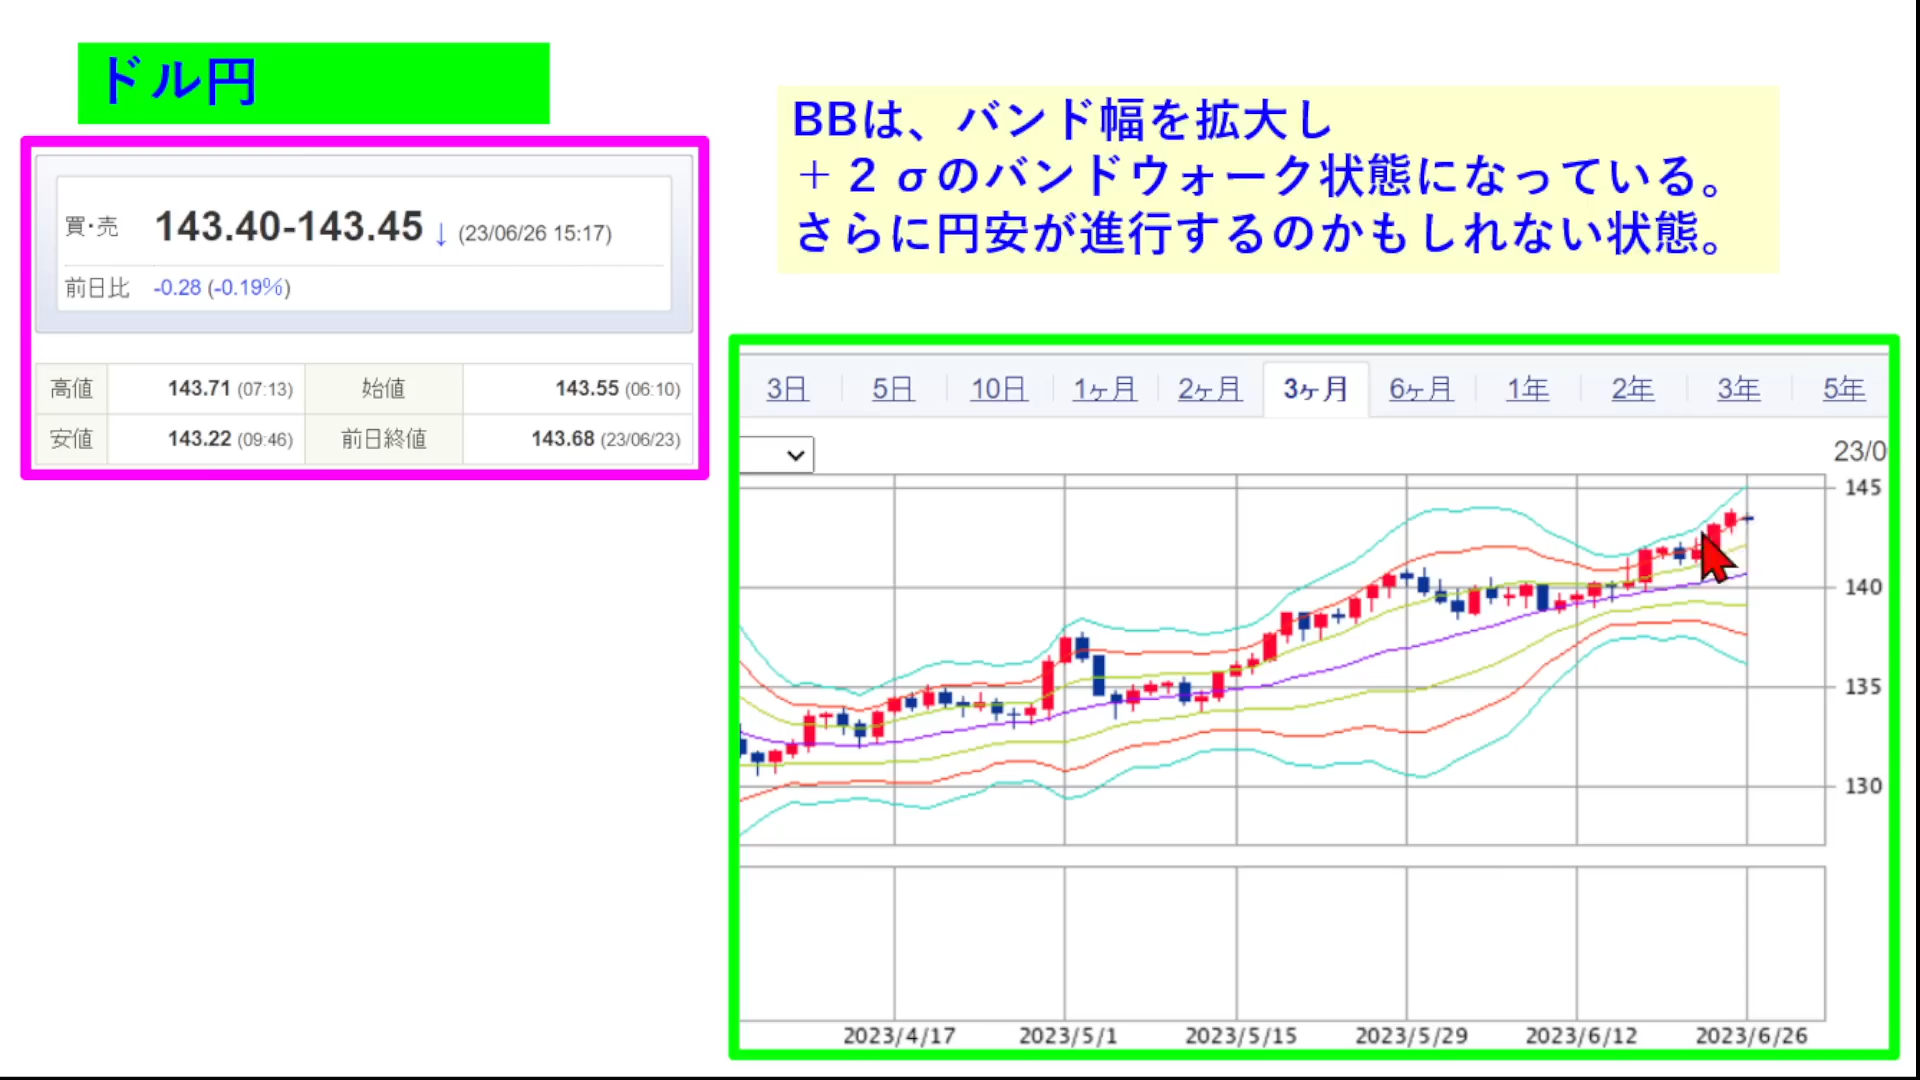 ドル円
BBは、バンド幅を拡大し
＋２σのバンドウォーク状態になっている。
さらに円安が進行するのかもしれない状態。
買・売 143.40-143.45 ↓ (23/06/26 15:17)
前日比 -0.28 (-0.19%)
高値 143.71 (07:13) 始値 143.55 (06:10)
安値 143.22 (09:46) 前日終値 143.68 (23/06/23)
3日 5日 10日 1ヶ月 2ヶ月 3ヶ月 6ヶ月 1年 2年 3年 5年
23/0
145
140
135
130
2023/4/17 2023/5/1 2023/5/15 2023/5/29 2023/6/12 2023/6/26